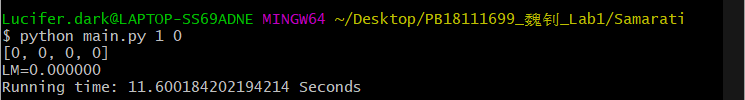 Lucifer.dark@LAPTOP-SS69ADNE MINGW64 ~/Desktop/PB18111699_魏钊_Lab1/Samarati
$ python main.py 1 0
[0, 0, 0, 0]
LM=0.000000
Running time: 11.600184202194214 Seconds